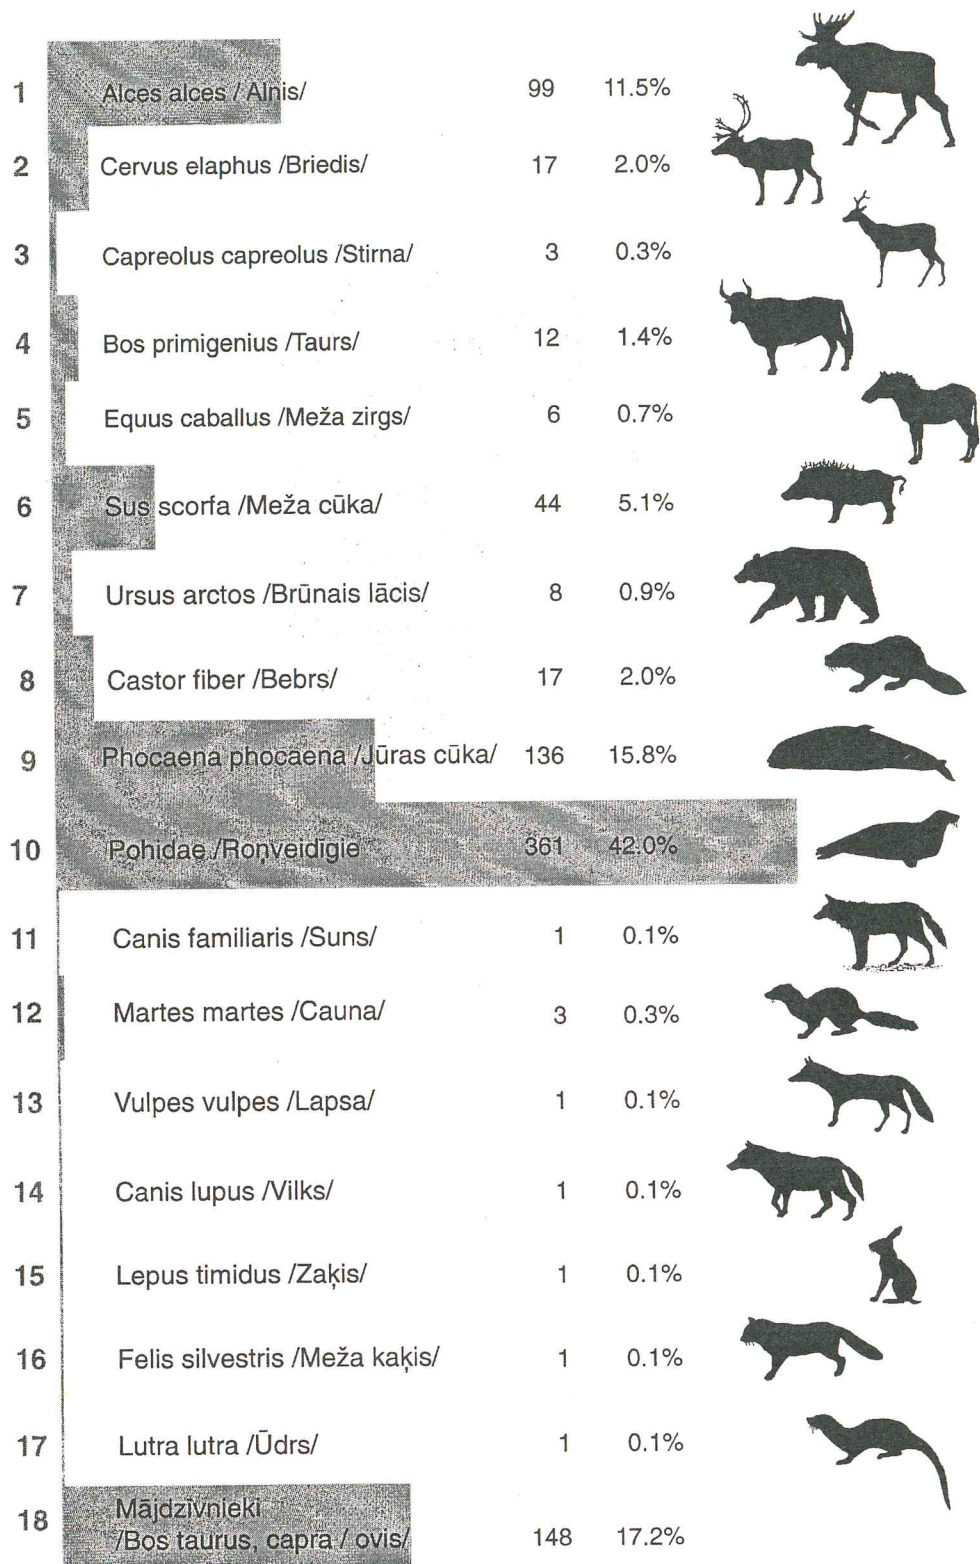 1 Alces alces / Alnis/ 99 11.5%
2 Cervus elaphus /Briedis/ 17 2.0%
3 Capreolus capreolus /Stirna/ 3 0.3%
4 Bos primigenius /Taurs/ 12 1.4%
5 Equus caballus /Meža zirgs/ 6 0.7%
6 Sus scorfa /Meža cūka/ 44 5.1%
7 Ursus arctos /Brūnais lācis/ 8 0.9%
8 Castor fiber /Bebrs/ 17 2.0%
9 Phocaena phocaena /Jūras cūka/ 136 15.8%
10 Pohidae /Roņveidīgie 361 42.0%
11 Canis familiaris /Suns/ 1 0.1%
12 Martes martes /Cauna/ 3 0.3%
13 Vulpes vulpes /Lapsa/ 1 0.1%
14 Canis lupus /Vilks/ 1 0.1%
15 Lepus timidus /Zaķis/ 1 0.1%
16 Felis silvestris /Meža kaķis/ 1 0.1%
17 Lutra lutra /Ūdrs/ 1 0.1%
18 Mājdzīvnieki
/Bos taurus, capra / ovis/ 148 17.2%